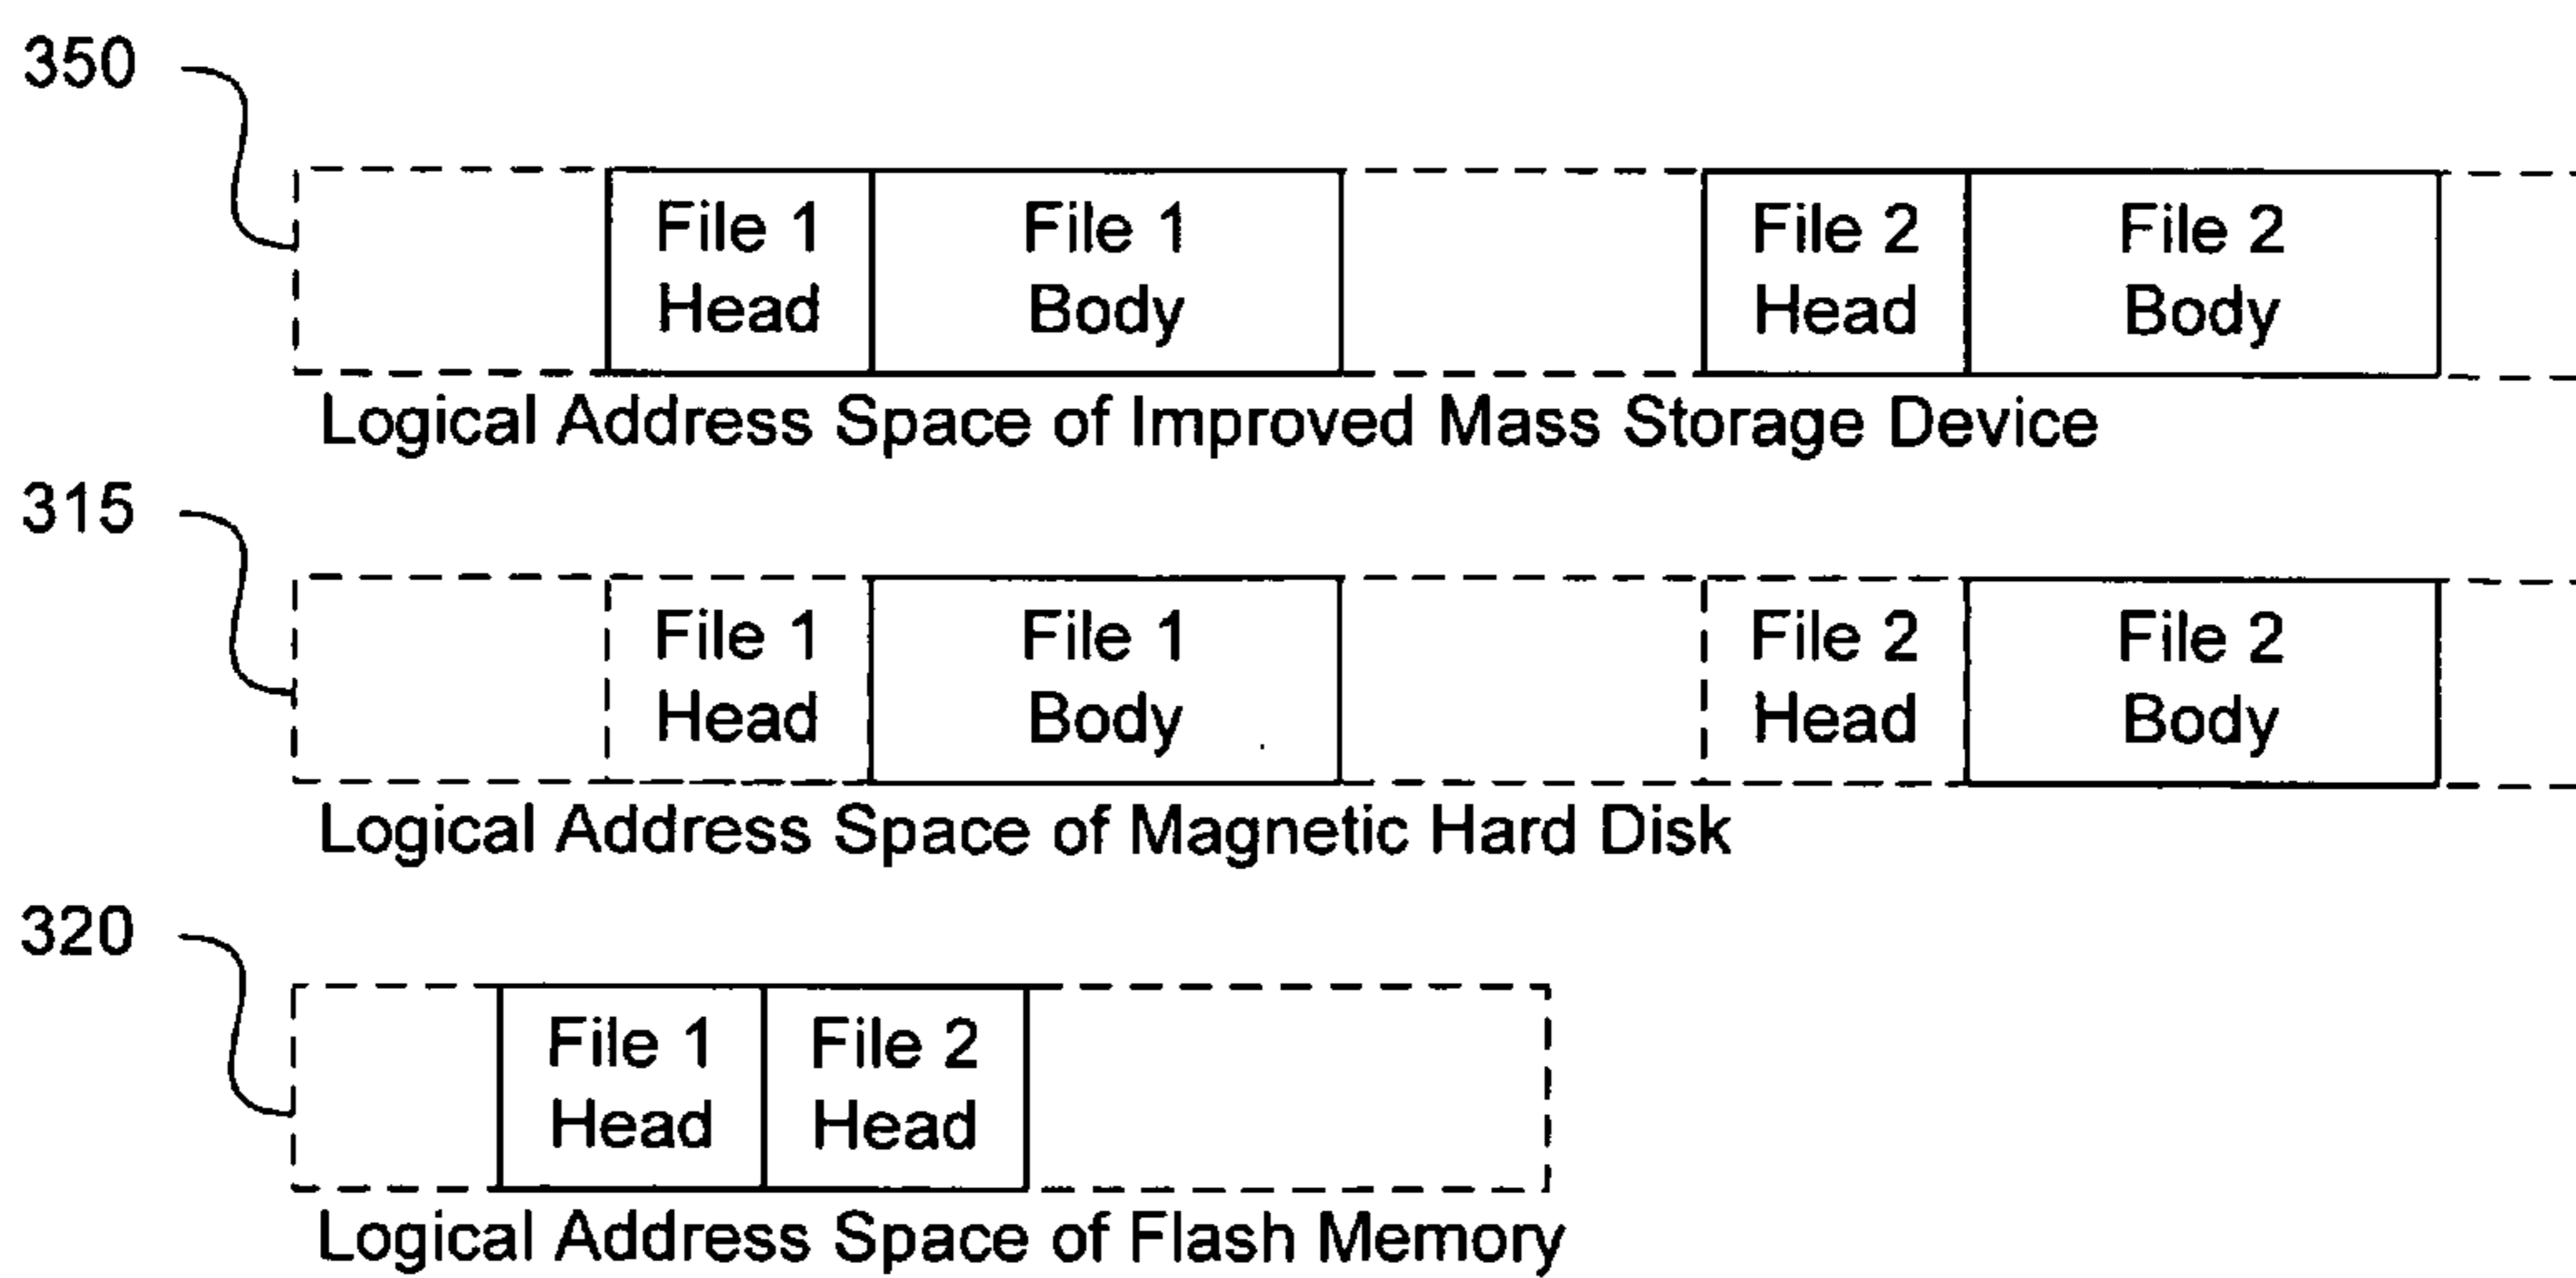 350
File 1 File 1 File 2 File 2
Head Body Head Body
Logical Address Space of Improved Mass Storage Device
315
File 1 File 1 File 2 File 2
Head Body Head Body
Logical Address Space of Magnetic Hard Disk
320
File 1 File 2
Head Head
Logical Address Space of Flash Memory